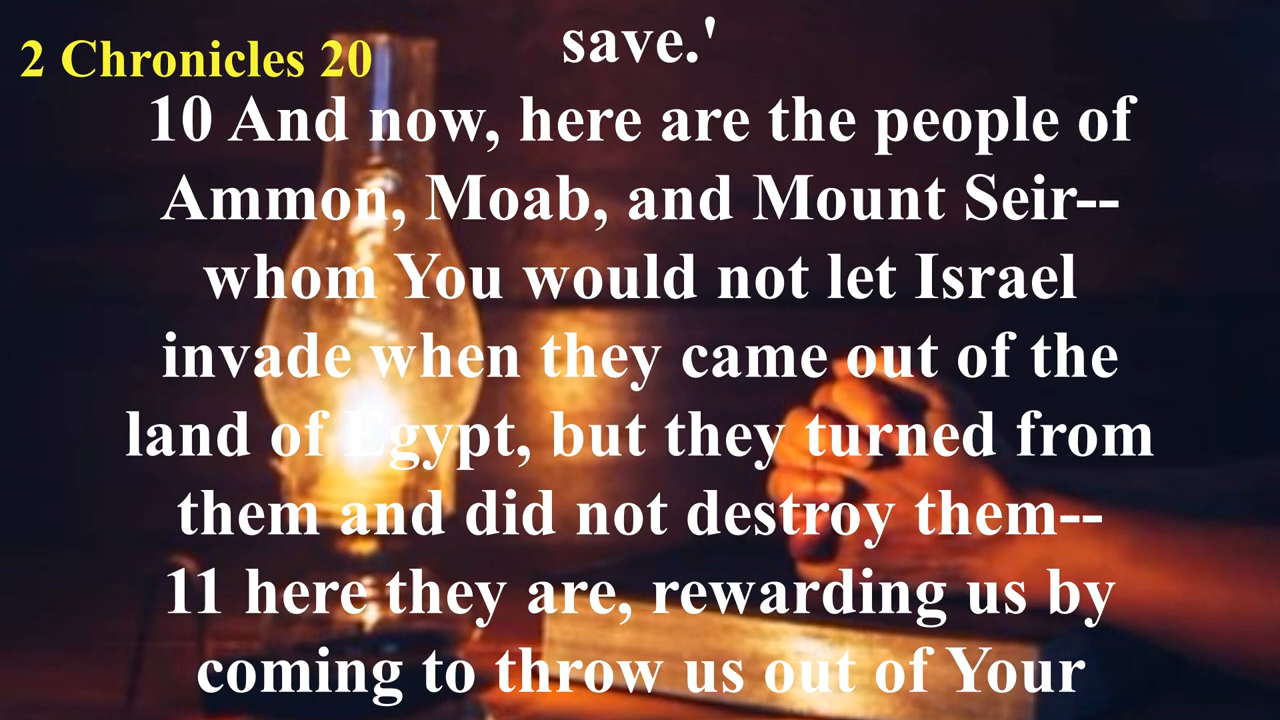 2 Chronicles 20
save.'
10 And now, here are the people of
Ammon, Moab, and Mount Seir--
whom You would not let Israel
invade when they came out of the
land of Egypt, but they turned from
them and did not destroy them--
11 here they are, rewarding us by
coming to throw us out of Your